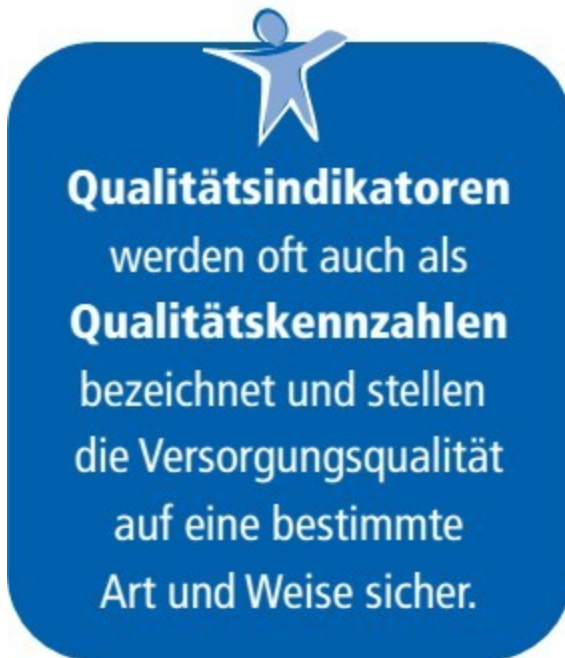 Qualitätsindikatoren
werden oft auch als
Qualitätskennzahlen
bezeichnet und stellen
die Versorgungsqualität
auf eine bestimmte
Art und Weise sicher.